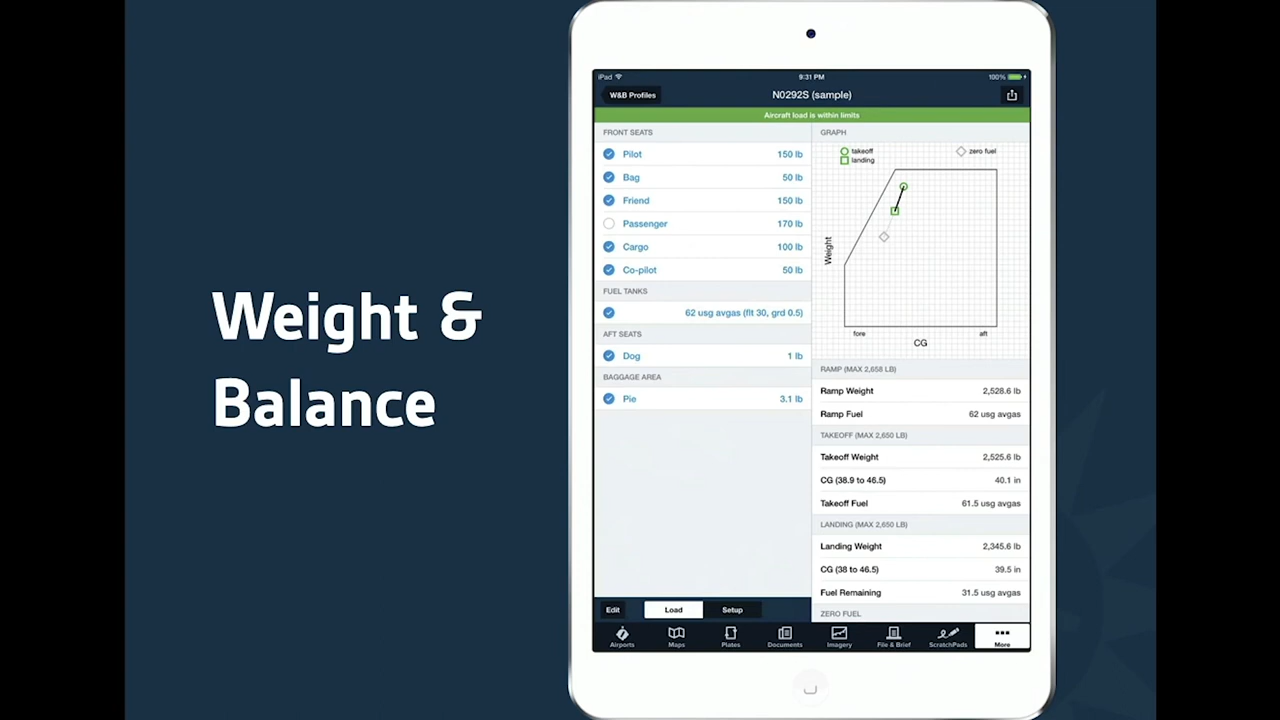 Weight &
Balance
iPad
9:31 PM
100%
W&B Profiles
N0292S (sample)
Aircraft load is within limits
FRONT SEATS
Pilot 150 lb
Bag 50 lb
Friend 150 lb
Passenger 170 lb
Cargo 100 lb
Co-pilot 50 lb
FUEL TANKS
62 usg avgas (flt 30, grd 0.5)
AFT SEATS
Dog 1 lb
BAGGAGE AREA
Pie 3.1 lb
Edit
Load
Setup
GRAPH
takeoff
landing
zero fuel
Weight
fore
aft
CG
RAMP (MAX 2,658 LB)
Ramp Weight 2,528.6 lb
Ramp Fuel 62 usg avgas
TAKEOFF (MAX 2,650 LB)
Takeoff Weight 2,525.6 lb
CG (38.9 to 46.5) 40.1 in
Takeoff Fuel 61.5 usg avgas
LANDING (MAX 2,650 LB)
Landing Weight 2,345.6 lb
CG (38 to 46.5) 39.5 in
Fuel Remaining 31.5 usg avgas
ZERO FUEL
Airports
Maps
Plates
Documents
Imagery
File & Brief
ScratchPads
More